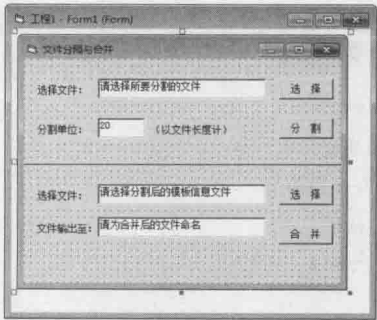 工程1 - Form1 (Form)
文件分隔与合并
选择文件： 请选择所要分割的文件 选 择
分割单位： 20 （以文件长度计） 分 割
选择文件： 请选择分割后的模板信息文件 选 择
文件输出至： 请为合并后的文件命名 合 并